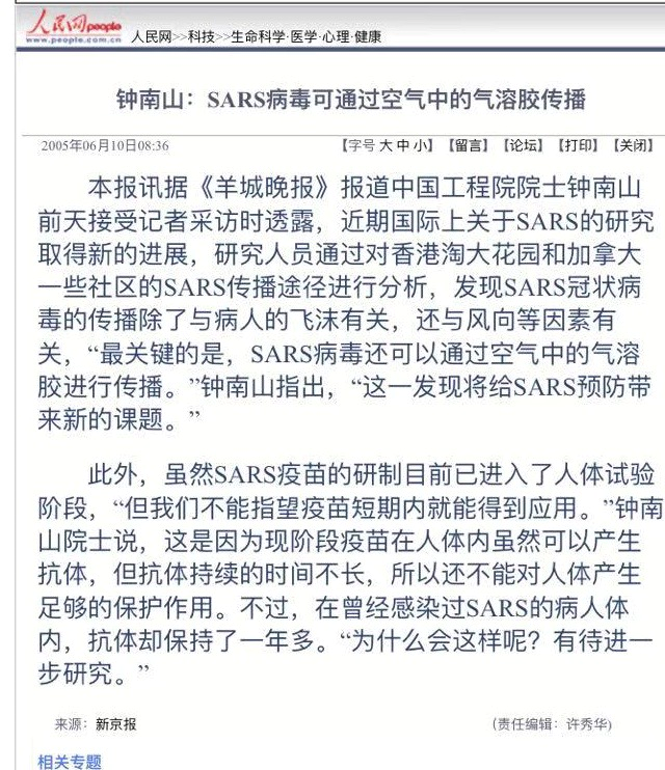 人民网people
www.people.com.cn
人民网>>科技>>生命科学·医学·心理·健康
钟南山：SARS病毒可通过空气中的气溶胶传播
2005年06月10日08:36 【字号 大 中 小】【留言】【论坛】【打印】【关闭】
本报讯据《羊城晚报》报道中国工程院院士钟南山
前天接受记者采访时透露，近期国际上关于SARS的研究
取得新的进展，研究人员通过对香港淘大花园和加拿大
一些社区的SARS传播途径进行分析，发现SARS冠状病
毒的传播除了与病人的飞沫有关，还与风向等因素有
关，“最关键的是，SARS病毒还可以通过空气中的气溶
胶进行传播。”钟南山指出，“这一发现将给SARS预防带
来新的课题。”
此外，虽然SARS疫苗的研制目前已进入了人体试验
阶段，“但我们不能指望疫苗短期内就能得到应用。”钟南
山院士说，这是因为现阶段疫苗在人体内虽然可以产生
抗体，但抗体持续的时间不长，所以还不能对人体产生
足够的保护作用。不过，在曾经感染过SARS的病人体
内，抗体却保持了一年多。“为什么会这样呢？有待进一
步研究。”
来源：新京报 (责任编辑：许秀华)
相关专题